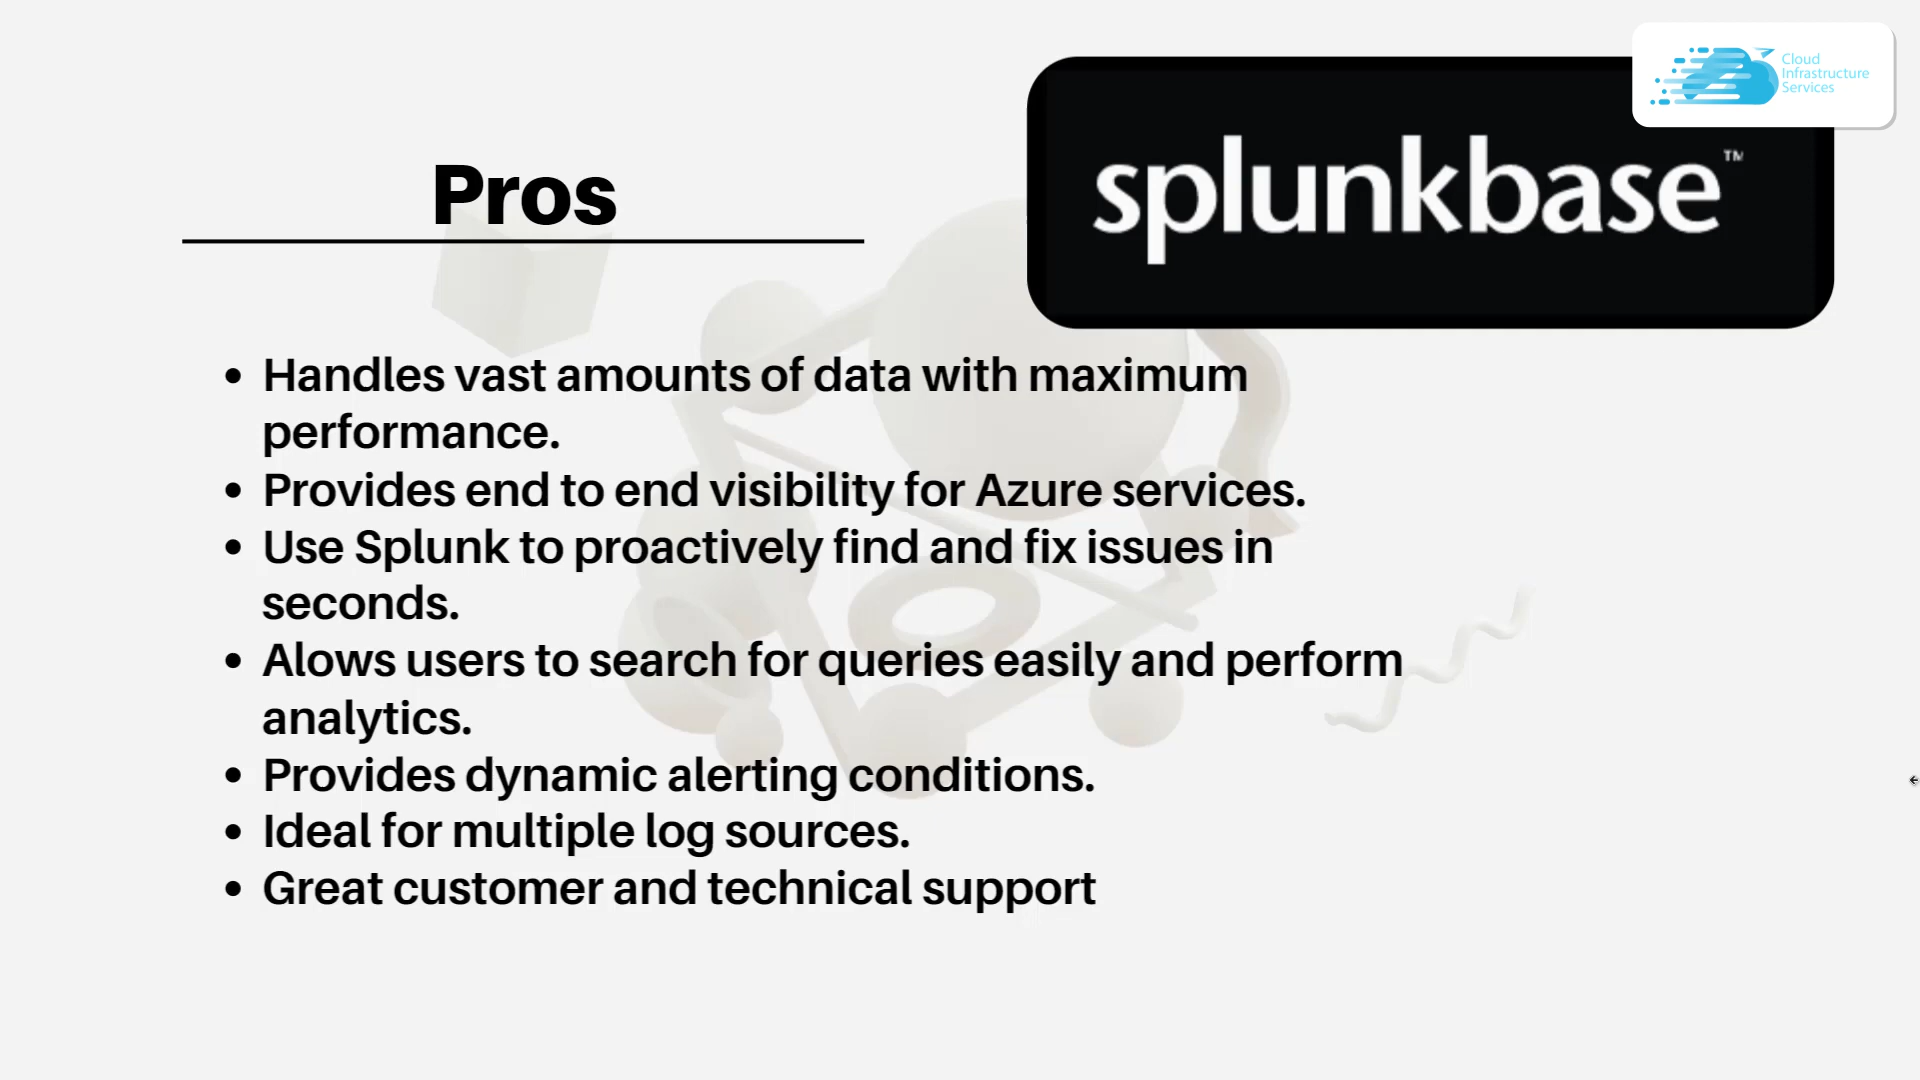 Cloud
Infrastructure
Services
splunkbase™
Pros
• Handles vast amounts of data with maximum
performance.
• Provides end to end visibility for Azure services.
• Use Splunk to proactively find and fix issues in
seconds.
• Alows users to search for queries easily and perform
analytics.
• Provides dynamic alerting conditions.
• Ideal for multiple log sources.
• Great customer and technical support